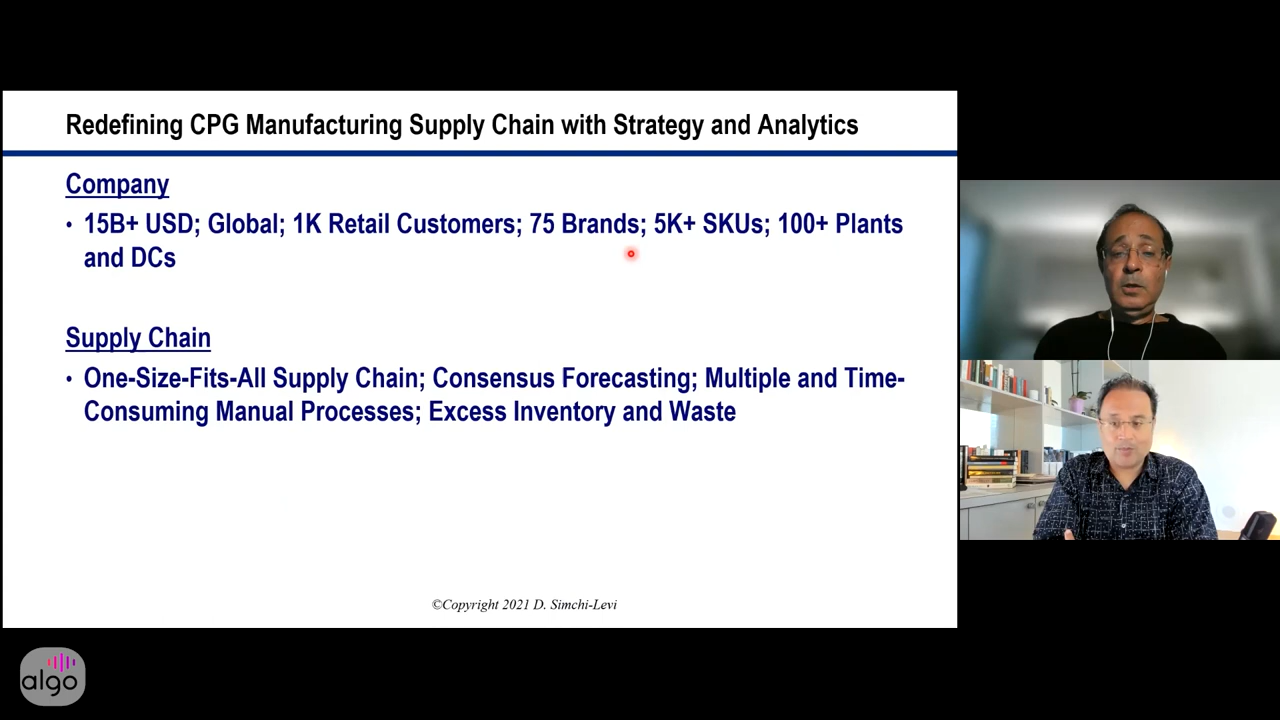 Redefining CPG Manufacturing Supply Chain with Strategy and Analytics
Company
• 15B+ USD; Global; 1K Retail Customers; 75 Brands; 5K+ SKUs; 100+ Plants
and DCs
Supply Chain
• One-Size-Fits-All Supply Chain; Consensus Forecasting; Multiple and Time-
Consuming Manual Processes; Excess Inventory and Waste
©Copyright 2021 D. Simchi-Levi
algo